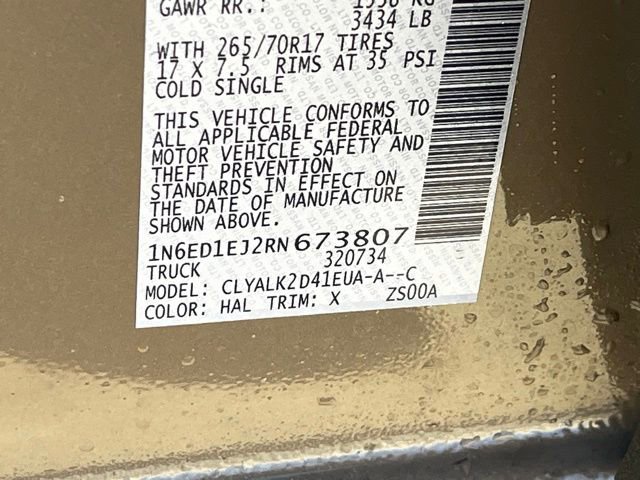 GAWR RR.: 1558 KG
3434 LB
WITH 265/70R17 TIRES
17 X 7.5 RIMS AT 35 PSI
COLD SINGLE
THIS VEHICLE CONFORMS TO
ALL APPLICABLE FEDERAL
MOTOR VEHICLE SAFETY AND
THEFT PREVENTION
STANDARDS IN EFFECT ON
THE DATE OF MANUFACTURE
SHOWN ABOVE.
1N6ED1EJ2RN673807
TRUCK 320734
MODEL: CLYALK2D41EUA-A--C
COLOR: HAL TRIM: X ZS00A